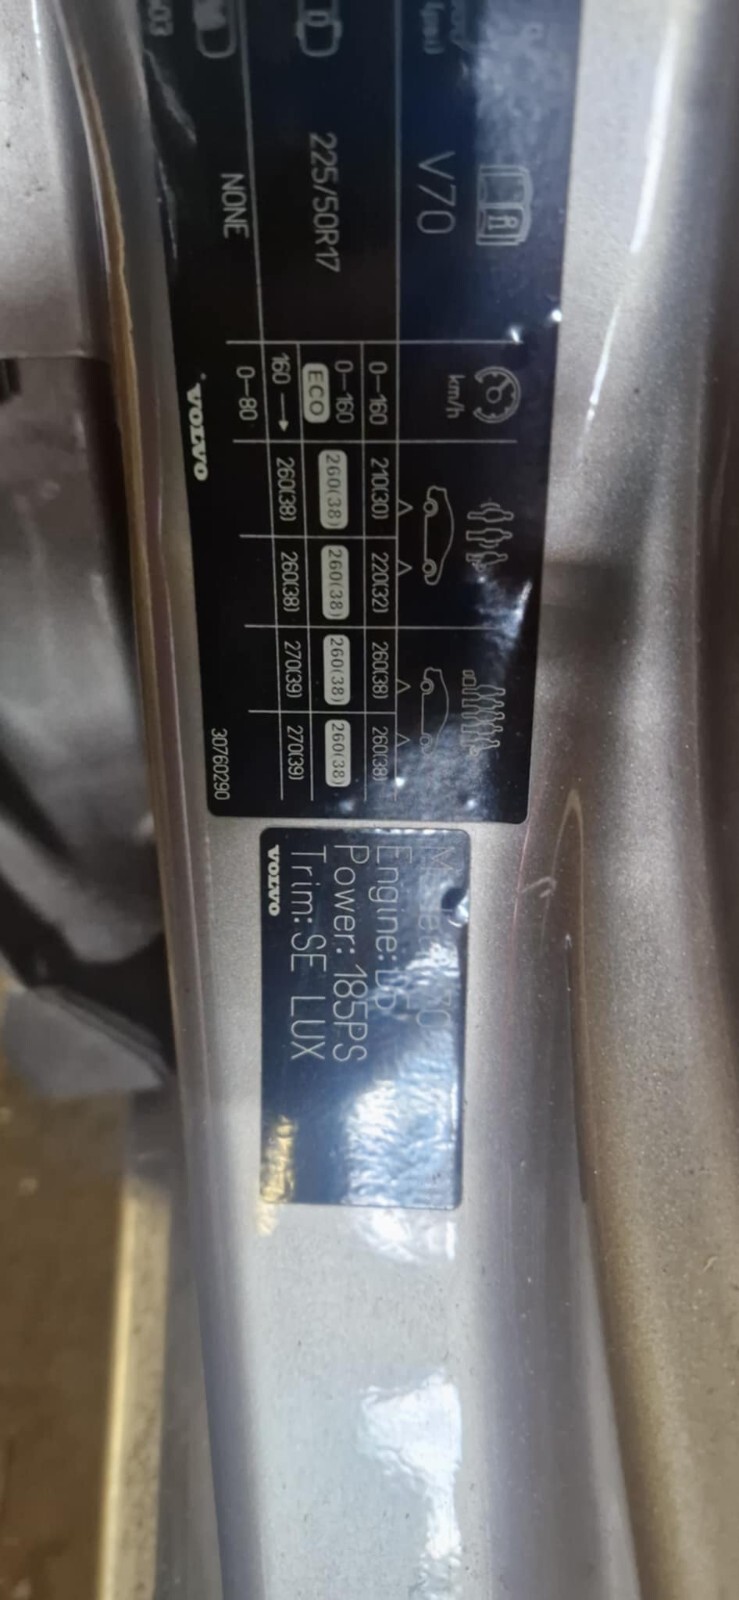 V70
km/h
225/50R17
0–160 210(30) 220(32) 260(38) 260(38)
0–160 260(38) 260(38) 260(38) 260(38)
ECO
160 → 260(38) 260(38) 270(39) 270(39)
NONE 0–80
VOLVO 30760290
Engine: D5
Power: 185PS
Trim: SE LUX
VOLVO